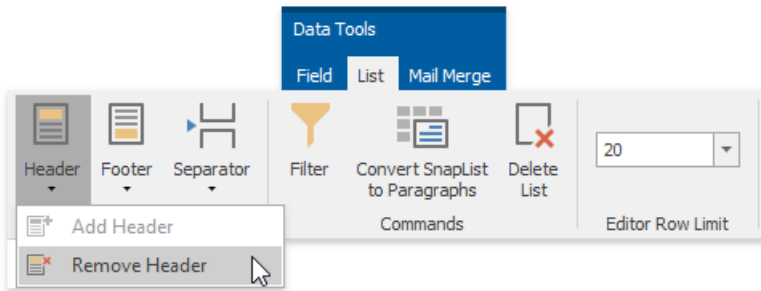 Data Tools
Field List Mail Merge
Header Footer Separator Filter Convert SnapList to Paragraphs Delete List
20
Commands Editor Row Limit
Add Header
Remove Header